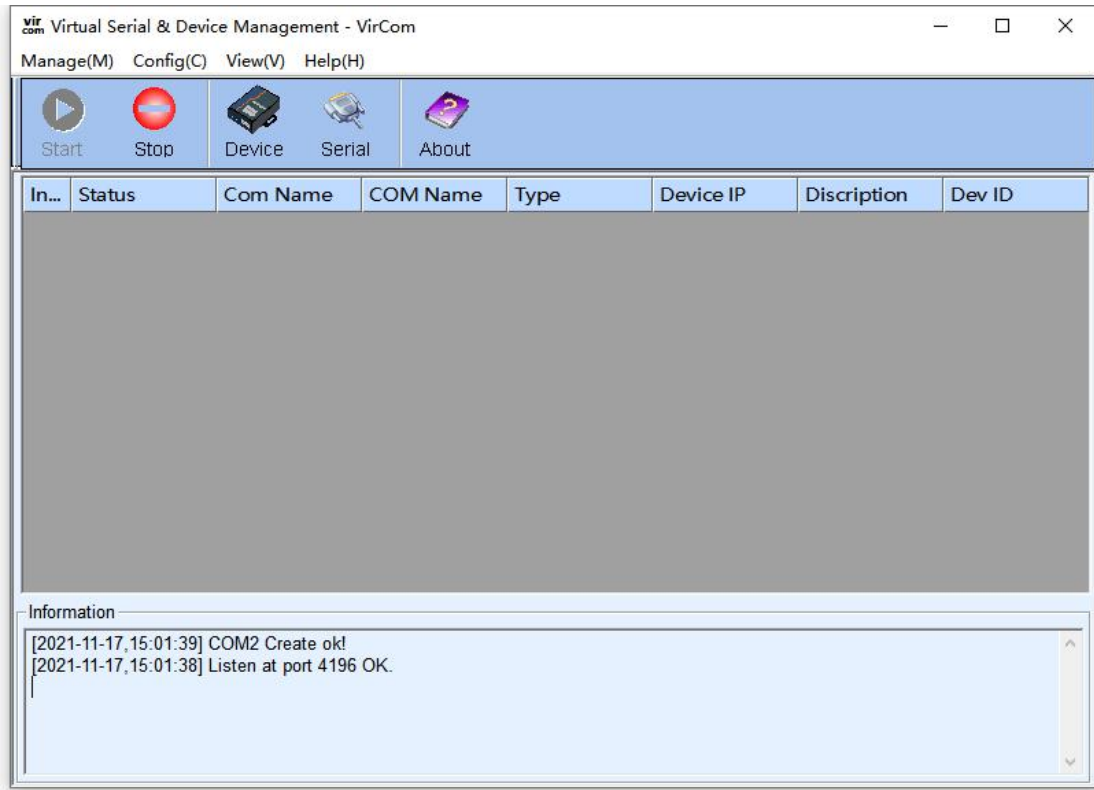 vir com Virtual Serial & Device Management - VirCom
Manage(M) Config(C) View(V) Help(H)
Start Stop Device Serial About
In... Status Com Name COM Name Type Device IP Discription Dev ID
Information
[2021-11-17,15:01:39] COM2 Create ok!
[2021-11-17,15:01:38] Listen at port 4196 OK.